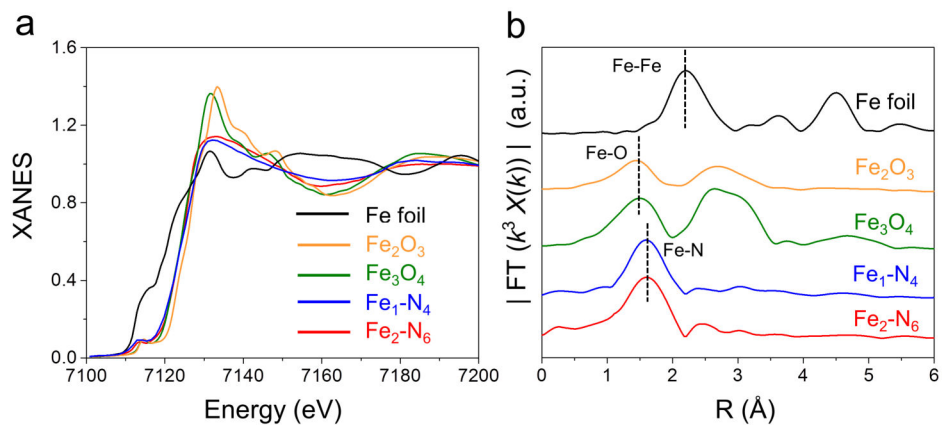 a
XANES
1.6
1.2
0.8
0.4
0.0
7100
7120
7140
7160
7180
7200
Energy (eV)
Fe foil
Fe₂O₃
Fe₃O₄
Fe₁-N₄
Fe₂-N₆
b
| FT (k³ X(k)) | (a.u.)
Fe-Fe
Fe foil
Fe-O
Fe₂O₃
Fe₃O₄
Fe-N
Fe₁-N₄
Fe₂-N₆
0
1
2
3
4
5
6
R (Å)